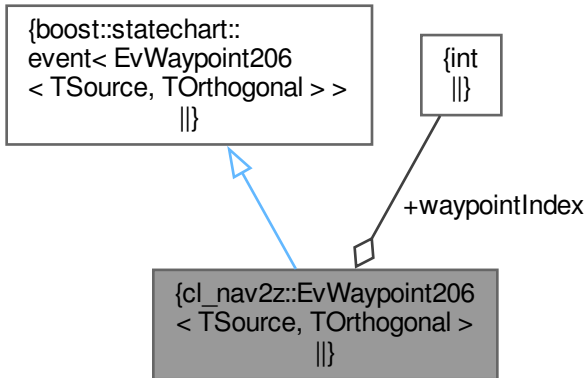 {boost::statechart::
event< EvWaypoint206
< TSource, TOrthogonal > >
||}
{int
||}
+waypointIndex
{cl_nav2z::EvWaypoint206
< TSource, TOrthogonal >
||}